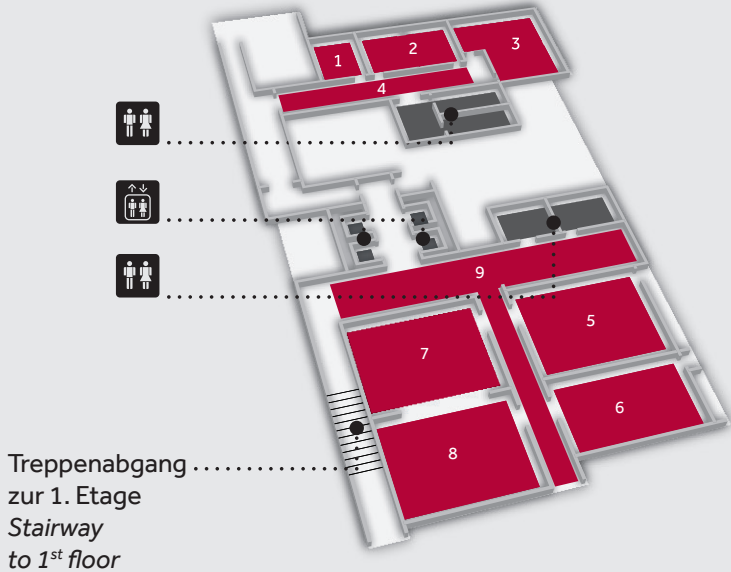 1
2
3
4
9
5
7
6
8
Treppenabgang
zur 1. Etage
Stairway
to 1st floor